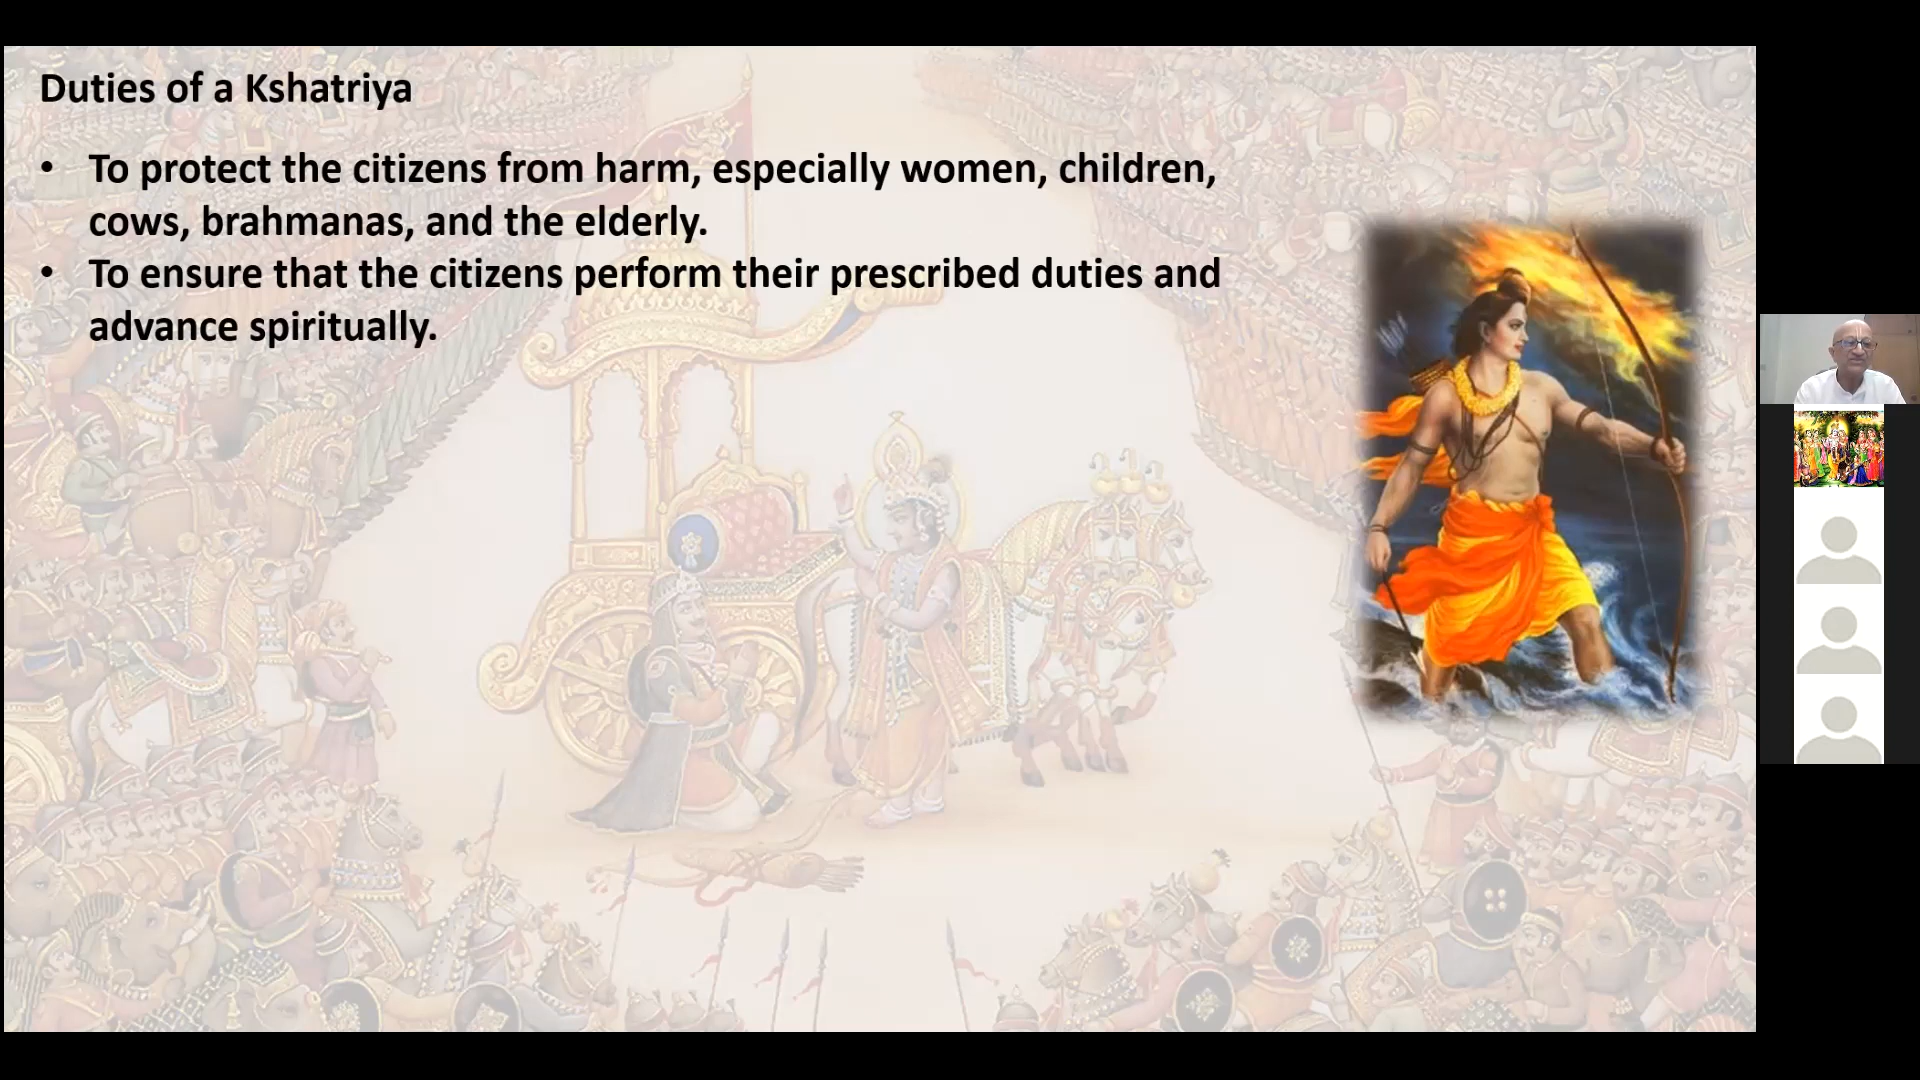 Duties of a Kshatriya
• To protect the citizens from harm, especially women, children,
cows, brahmanas, and the elderly.
• To ensure that the citizens perform their prescribed duties and
advance spiritually.